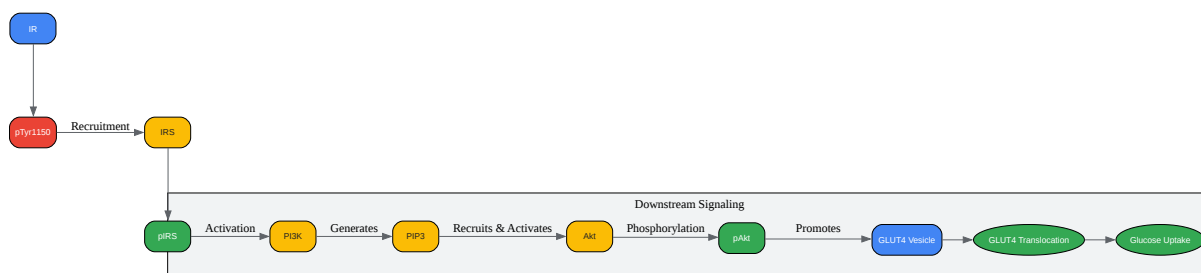 IR
pTyr1150
Recruitment
IRS
Downstream Signaling
pIRS
Activation
PI3K
Generates
PIP3
Recruits & Activates
Akt
Phosphorylation
pAkt
Promotes
GLUT4 Vesicle
GLUT4 Translocation
Glucose Uptake